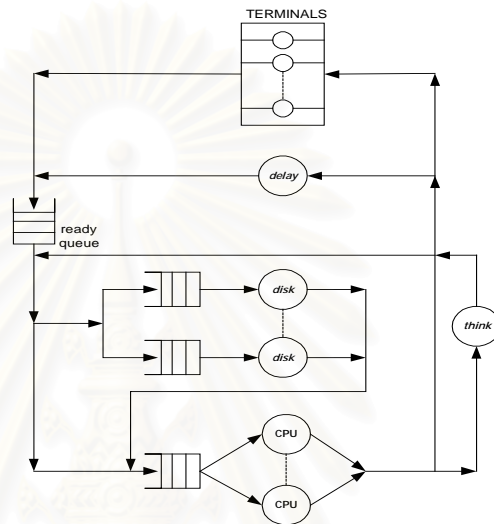 TERMINALS
delay
ready
queue
disk
think
disk
CPU
CPU